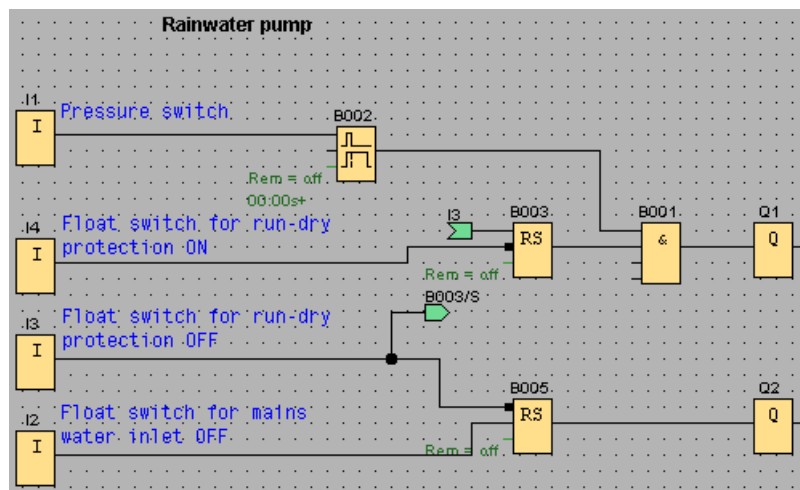 Rainwater pump
I1
Pressure switch
I
B002
Rem = off
00:00s+
I4
Float switch for run-dry
protection ON
I
I3
B003
RS
Rem = off
B001
&
Q1
Q
B003/S
I3
Float switch for run-dry
protection OFF
I
I2
Float switch for mains
water inlet OFF
I
B005
RS
Rem = off
Q2
Q